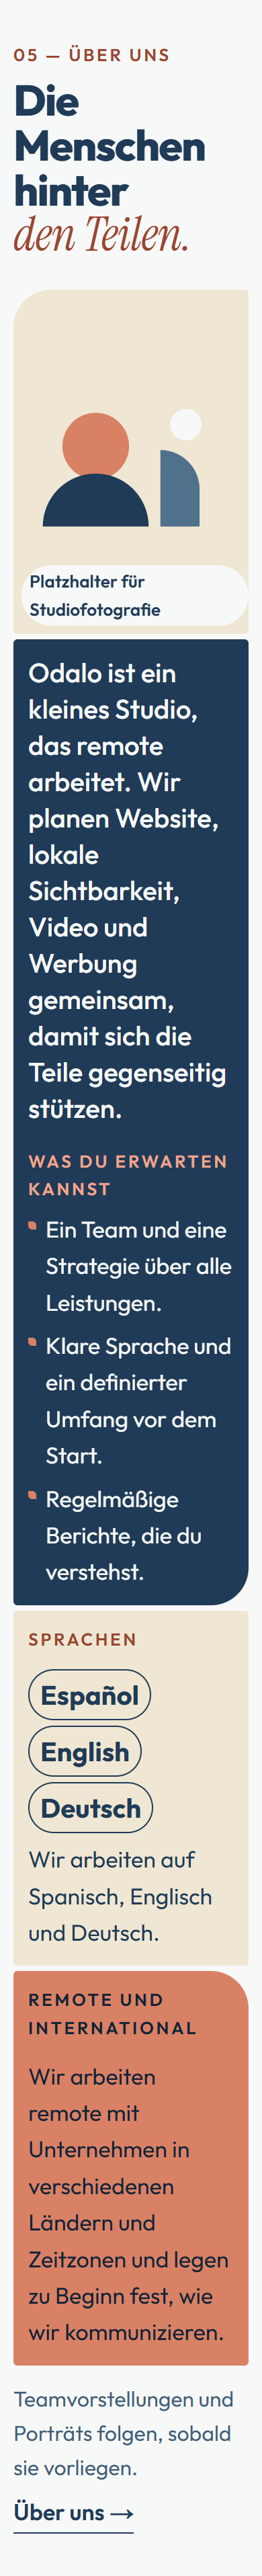 05 — ÜBER UNS
Die
Menschen
hinter
den Teilen.
Platzhalter für
Studiofotografie
Odalo ist ein
kleines Studio,
das remote
arbeitet. Wir
planen Website,
lokale
Sichtbarkeit,
Video und
Werbung
gemeinsam,
damit sich die
Teile gegenseitig
stützen.
WAS DU ERWARTEN
KANNST
Ein Team und eine
Strategie über alle
Leistungen.
Klare Sprache und
ein definierter
Umfang vor dem
Start.
Regelmäßige
Berichte, die du
verstehst.
SPRACHEN
Español
English
Deutsch
Wir arbeiten auf
Spanisch, Englisch
und Deutsch.
REMOTE UND
INTERNATIONAL
Wir arbeiten
remote mit
Unternehmen in
verschiedenen
Ländern und
Zeitzonen und legen
zu Beginn fest, wie
wir kommunizieren.
Teamvorstellungen und
Porträts folgen, sobald
sie vorliegen.
Über uns →